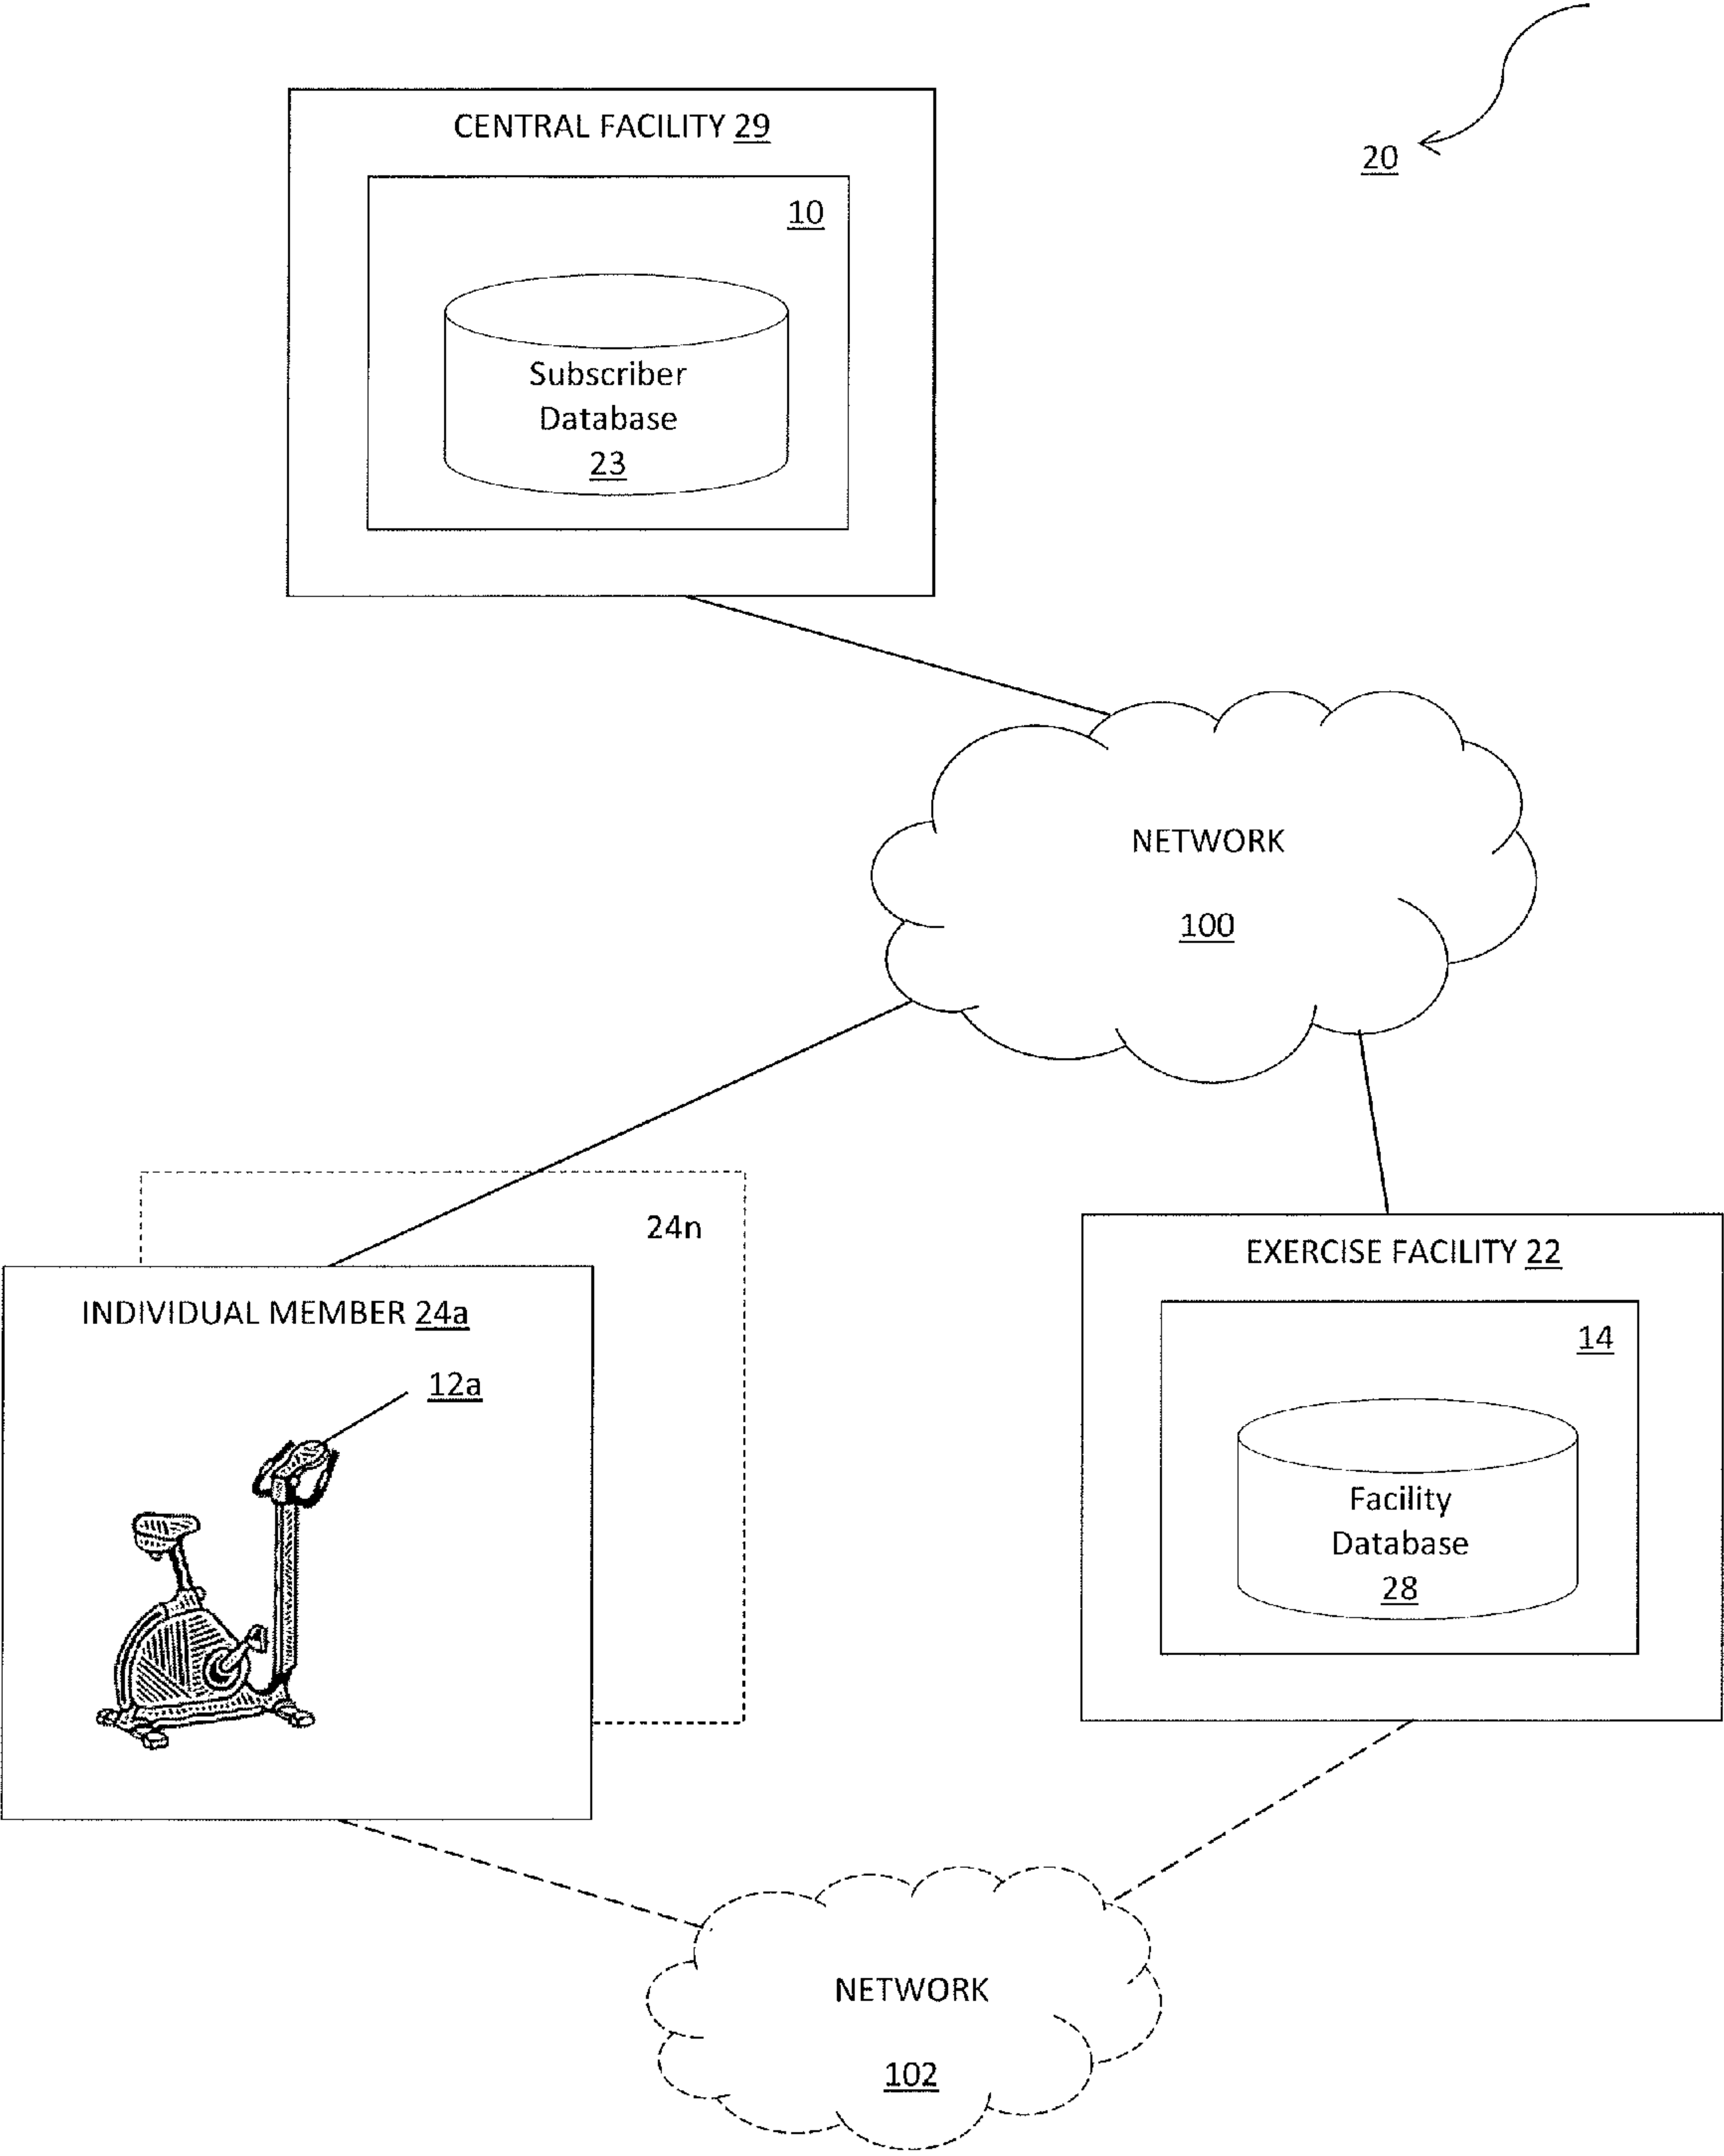 20
CENTRAL FACILITY 29
10
Subscriber
Database
23
NETWORK
100
24n
INDIVIDUAL MEMBER 24a
12a
EXERCISE FACILITY 22
14
Facility
Database
28
NETWORK
102